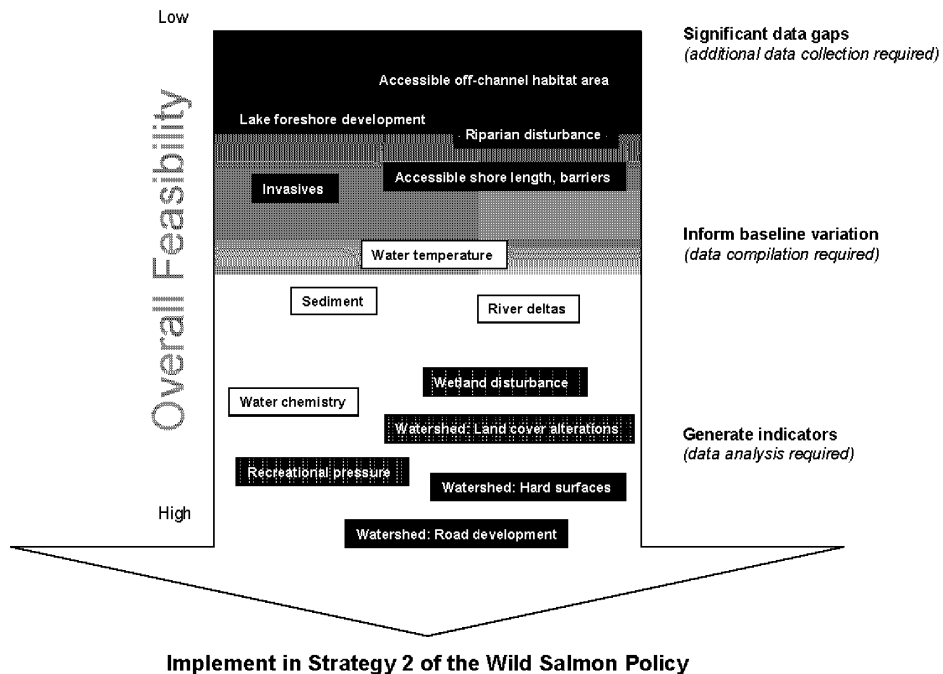 Low
Significant data gaps
(additional data collection required)
Accessible off-channel habitat area
Lake foreshore development
Riparian disturbance
Accessible shore length, barriers
Invasives
Overall Feasibility
Inform baseline variation
(data compilation required)
Water temperature
Sediment
River deltas
Wetland disturbance
Water chemistry
Watershed: Land cover alterations
Generate indicators
(data analysis required)
Recreational pressure
Watershed: Hard surfaces
High
Watershed: Road development
Implement in Strategy 2 of the Wild Salmon Policy